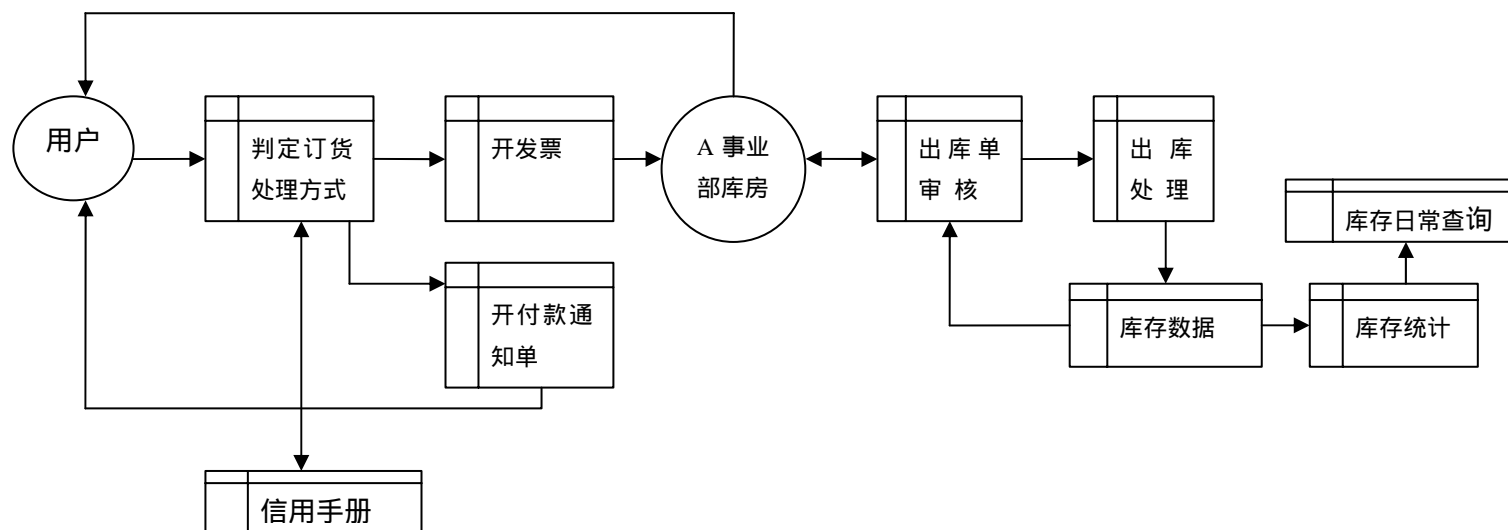 用户
判定订货
处理方式
开发票
A 事业
部库房
出库单
审 核
出 库
处 理
库存日常查询
开付款通
知单
库存数据
库存统计
信用手册